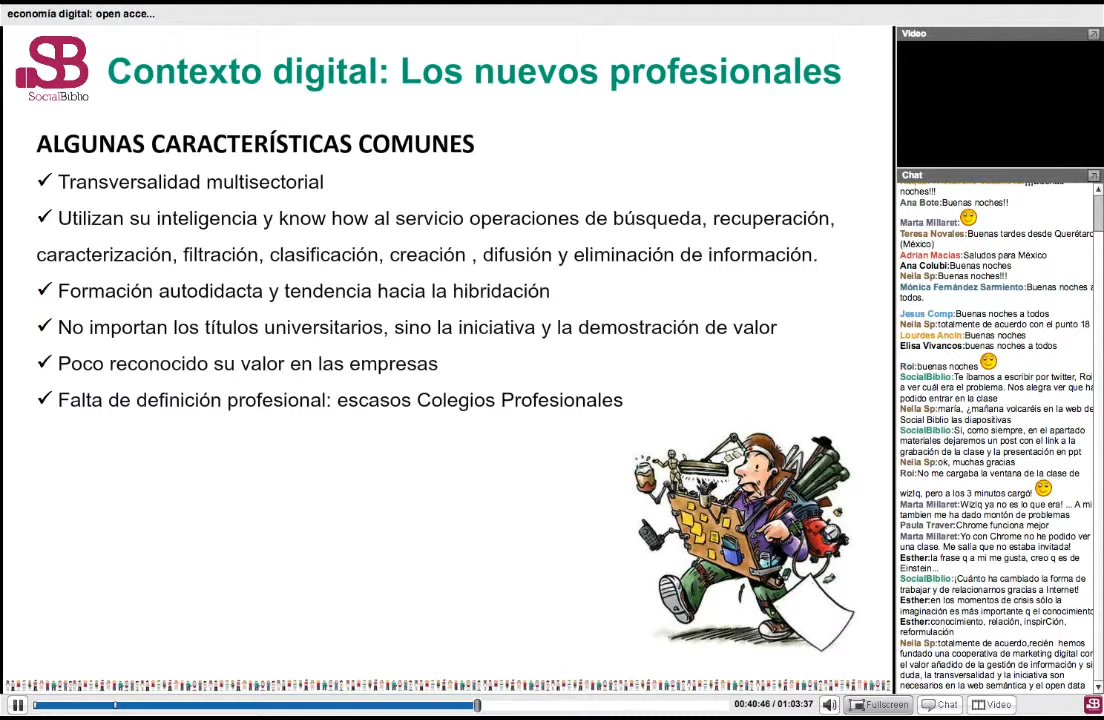 economía digital: open acce...
SB
SocialBiblio
Contexto digital: Los nuevos profesionales
ALGUNAS CARACTERÍSTICAS COMUNES
✓ Transversalidad multisectorial
✓ Utilizan su inteligencia y know how al servicio operaciones de búsqueda, recuperación,
caracterización, filtración, clasificación, creación , difusión y eliminación de información.
✓ Formación autodidacta y tendencia hacia la hibridación
✓ No importan los títulos universitarios, sino la iniciativa y la demostración de valor
✓ Poco reconocido su valor en las empresas
✓ Falta de definición profesional: escasos Colegios Profesionales
Video
Chat
noches!!!
Ana Bote:Buenas noches!!
Marta Millaret:
Teresa Novales:Buenas tardes desde Querétaro
(México)
Adrian Macias:Saludos para México
Ana Colubi:Buenas noches
Neila Sp:Buenas noches!!!
Mónica Fernández Sarmiento:Buenas noches a
todos.
Jesus Comp:Buenas noches a todos
Neila Sp:totalmente de acuerdo con el punto 18
Lourdes Ancin:Buenas noches
Elisa Vivancos:buenas noches a todos
Roi:buenas noches
SocialBiblio:Te íbamos a escribir por twitter, Roi
a ver cuál era el problema. Nos alegra ver que ha
podido entrar en la clase
Neila Sp:maría, ¿mañana volcaréis en la web de
Social Biblio las diapositivas
SocialBiblio:Sí, como siempre, en el apartado
materiales dejaremos un post con el link a la
grabación de la clase y la presentación en ppt
Neila Sp:ok, muchas gracias
Roi:No me cargaba la ventana de la clase de
wiziq, pero a los 3 minutos cargó!
Marta Millaret:Wiziq ya no es lo que era! ... A mi
tambien me ha dado montón de problemas
Paula Traver:Chrome funciona mejor
Marta Millaret:Yo con Chrome no he podido ver
una clase. Me salía que no estaba invitada!
Esther:la frase q a mi me gusta, creo q es de
Einstein...
SocialBiblio:¡Cuánto ha cambiado la forma de
trabajar y de relacionarnos gracias a Internet!
Esther:en los momentos de crisis sólo la
imaginación es más importante q el conocimiento
Esther:conocimiento, relación, inspirCión,
reformulación
Neila Sp:totalmente de acuerdo,recién hemos
fundado una cooperativa de marketing digital con
el valor añadido de la gestión de información y si
duda, la transversalidad y la iniciativa son
necesarios en la web semántica y el open data
00:40:46 / 01:03:37
Fullscreen
Chat
Video
SB